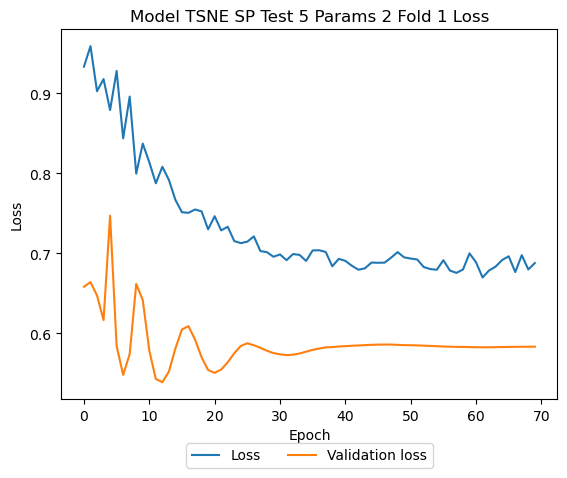 Model TSNE SP Test 5 Params 2 Fold 1 Loss
Loss
0.9
0.8
0.7
0.6
0 10 20 30 40 50 60 70
Epoch
Loss Validation loss